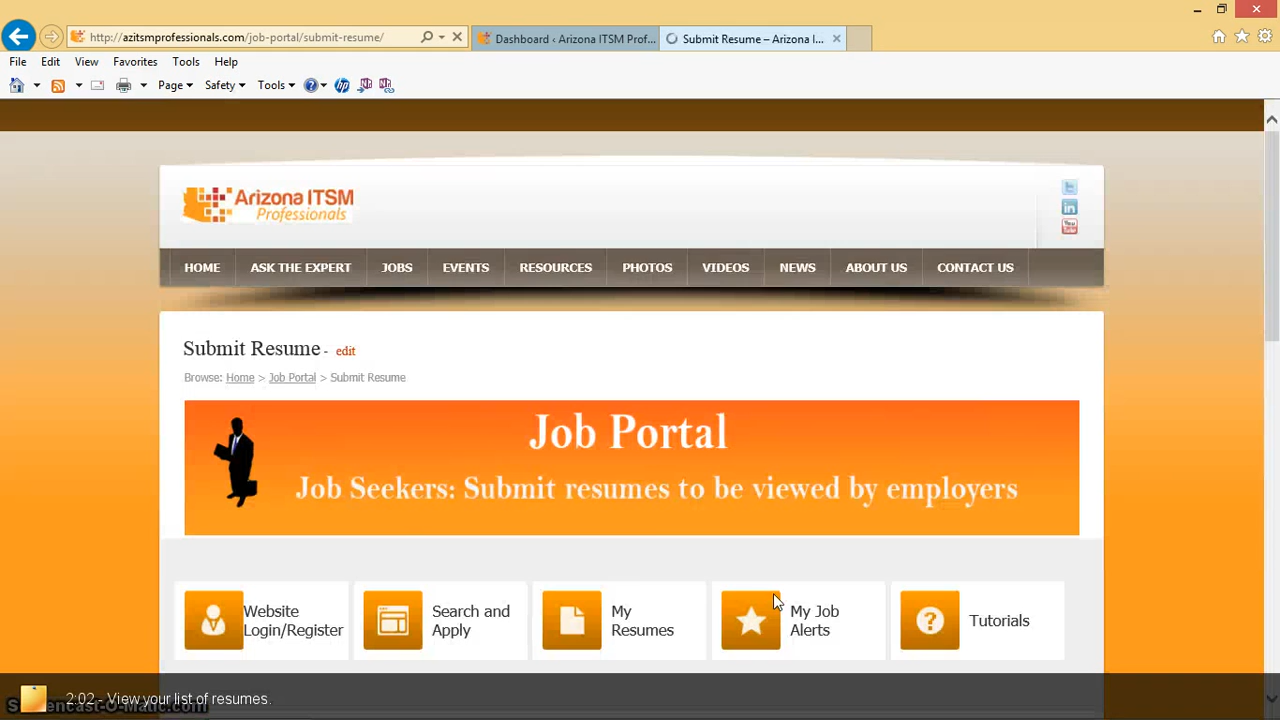 http://azitsmprofessionals.com/job-portal/submit-resume/
Dashboard ‹ Arizona ITSM Prof...
Submit Resume – Arizona I...
File Edit View Favorites Tools Help
Page Safety Tools
Arizona ITSM
Professionals
HOME ASK THE EXPERT JOBS EVENTS RESOURCES PHOTOS VIDEOS NEWS ABOUT US CONTACT US
Submit Resume - edit
Browse: Home > Job Portal > Submit Resume
Job Portal
Job Seekers: Submit resumes to be viewed by employers
Website
Login/Register
Search and
Apply
My
Resumes
My Job
Alerts
Tutorials
2:02 - View your list of resumes.